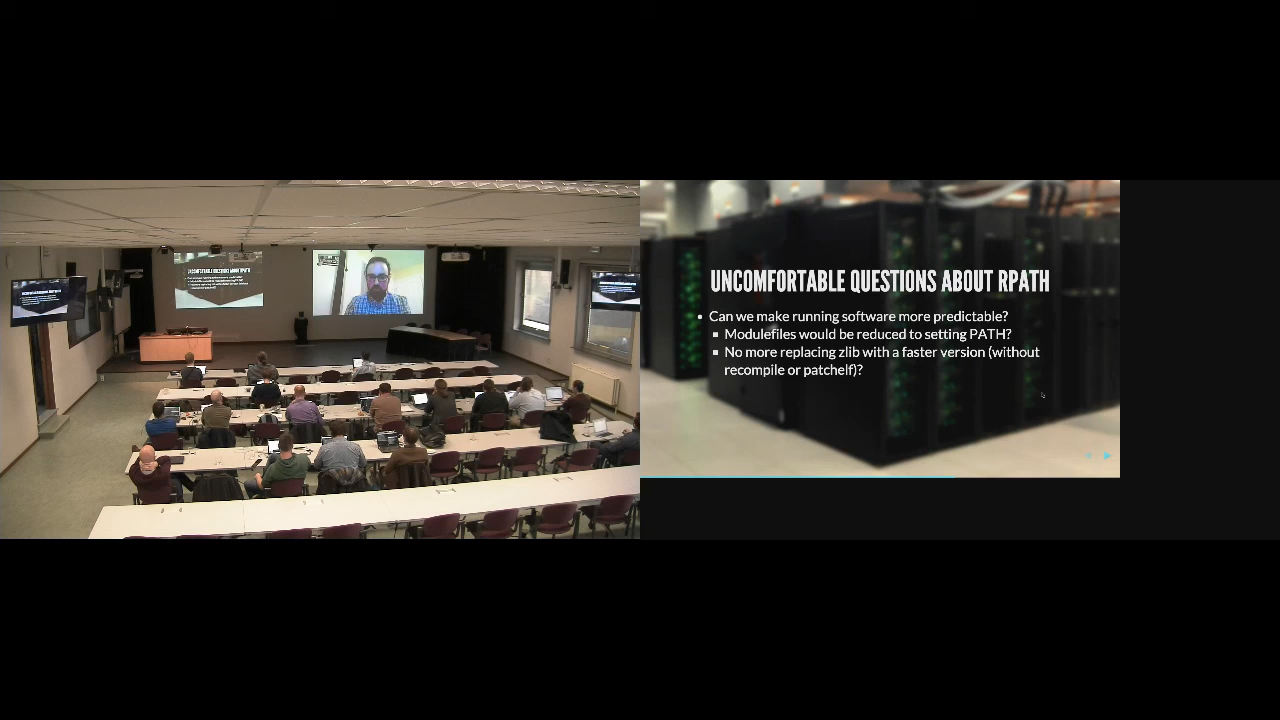 UNCOMFORTABLE QUESTIONS ABOUT RPATH
• Can we make running software more predictable?
▪ Modulefiles would be reduced to setting PATH?
▪ No more replacing zlib with a faster version (without
recompile or patchelf)?